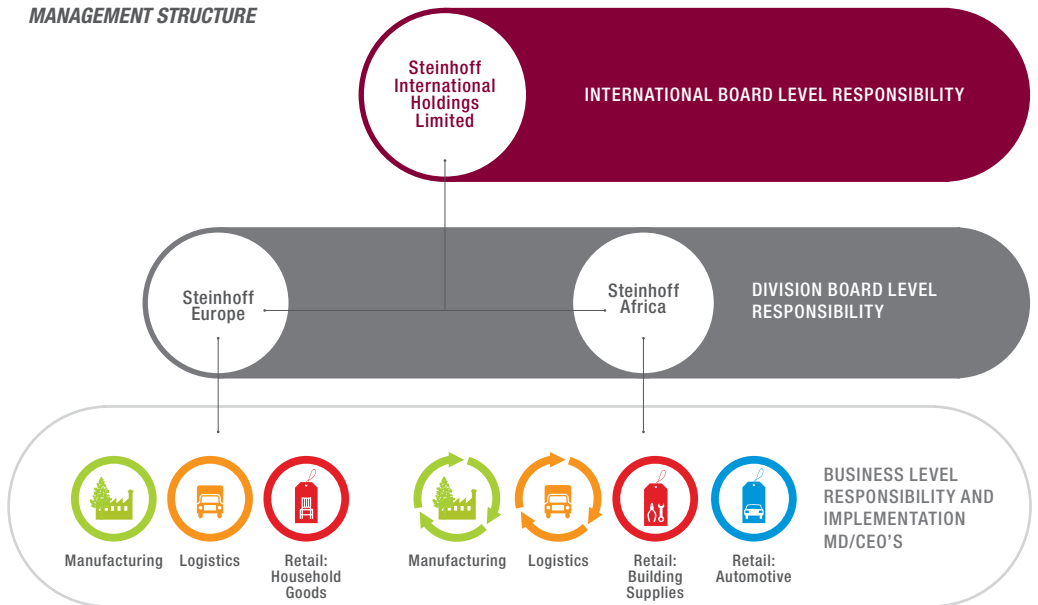 MANAGEMENT STRUCTURE
Steinhoff
International
Holdings
Limited
INTERNATIONAL BOARD LEVEL RESPONSIBILITY
Steinhoff
Europe
Steinhoff
Africa
DIVISION BOARD LEVEL
RESPONSIBILITY
Manufacturing
Logistics
Retail:
Household
Goods
Manufacturing
Logistics
Retail:
Building
Supplies
Retail:
Automotive
BUSINESS LEVEL
RESPONSIBILITY AND
IMPLEMENTATION
MD/CEO'S